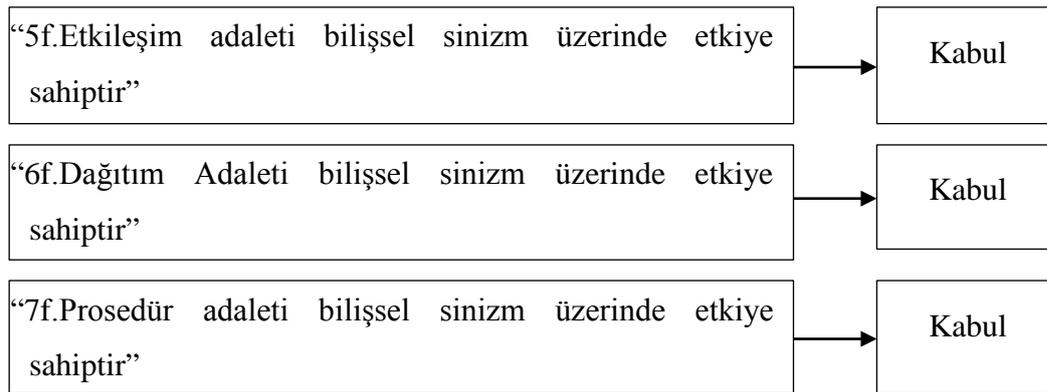 “5f.Etkileşim adaleti bilişsel sinizm üzerinde etkiye
sahiptir”
Kabul
“6f.Dağıtım Adaleti bilişsel sinizm üzerinde etkiye
sahiptir”
Kabul
“7f.Prosedür adaleti bilişsel sinizm üzerinde etkiye
sahiptir”
Kabul